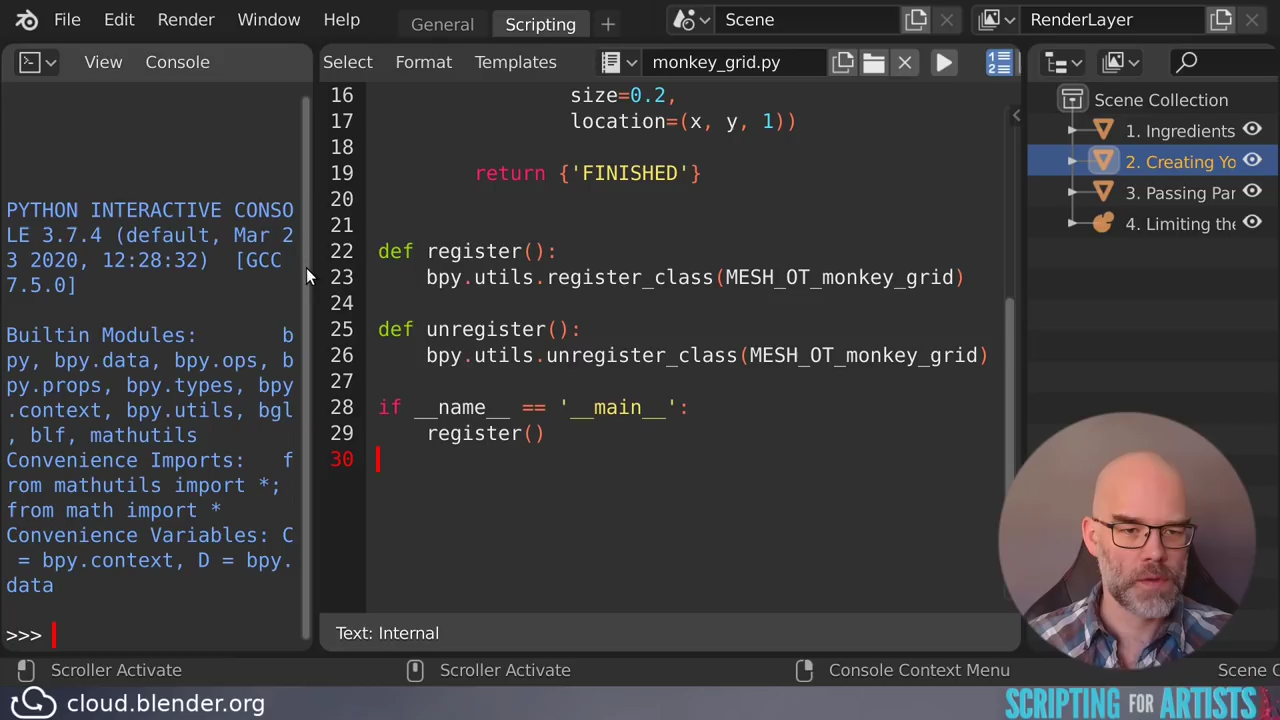 File Edit Render Window Help General Scripting + Scene RenderLayer
View Console Select Format Templates monkey_grid.py
PYTHON INTERACTIVE CONSO
LE 3.7.4 (default, Mar 2
3 2020, 12:28:32)  [GCC
7.5.0]
Builtin Modules:       b
py, bpy.data, bpy.ops, b
py.props, bpy.types, bpy
.context, bpy.utils, bgl
, blf, mathutils
Convenience Imports:   f
rom mathutils import *;
from math import *
Convenience Variables: C
= bpy.context, D = bpy.
data
>>>
16 size=0.2,
17 location=(x, y, 1))
18
19 return {'FINISHED'}
20
21
22 def register():
23 bpy.utils.register_class(MESH_OT_monkey_grid)
24
25 def unregister():
26 bpy.utils.unregister_class(MESH_OT_monkey_grid)
27
28 if __name__ == '__main__':
29 register()
30
Text: Internal
Scene Collection
1. Ingredients
2. Creating Yo
3. Passing Par
4. Limiting the
Scroller Activate Scroller Activate Console Context Menu Scene C
cloud.blender.org
SCRIPTING FOR ARTISTS